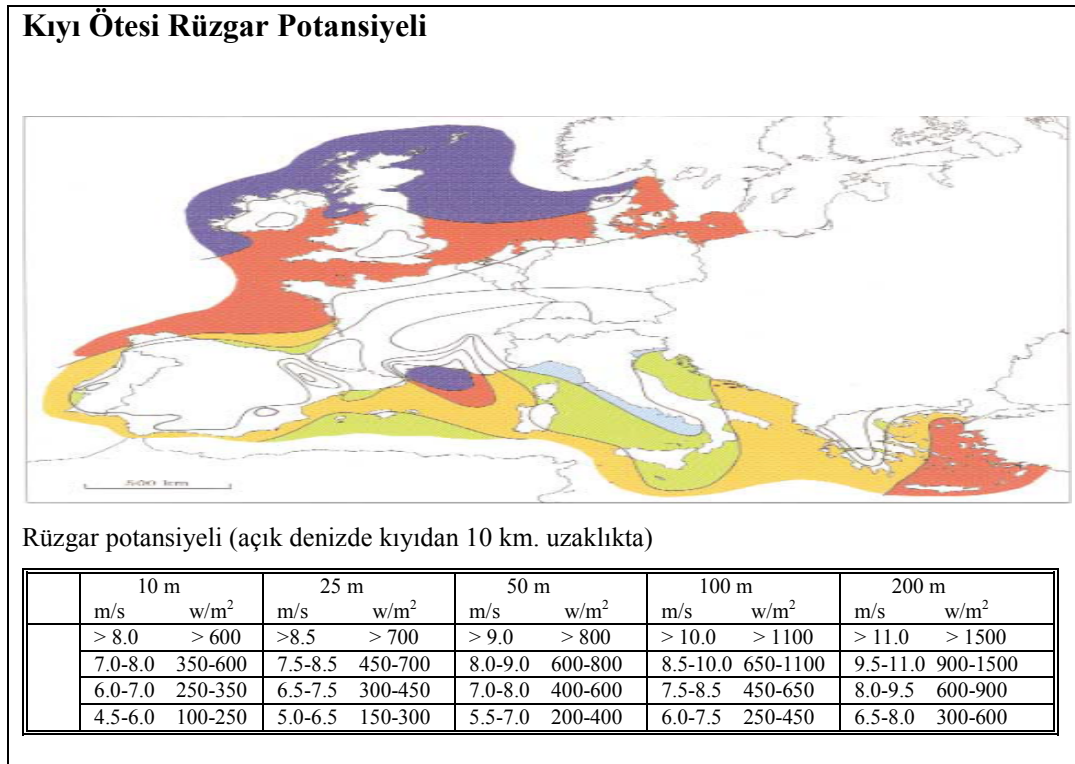 Kıyı Ötesi Rüzgar Potansiyeli
500 km
Rüzgar potansiyeli (açık denizde kıyıdan 10 km. uzaklıkta)
10 m 25 m 50 m 100 m 200 m
m/s w/m² m/s w/m² m/s w/m² m/s w/m² m/s w/m²
> 8.0 > 600 >8.5 > 700 > 9.0 > 800 > 10.0 > 1100 > 11.0 > 1500
7.0-8.0 350-600 7.5-8.5 450-700 8.0-9.0 600-800 8.5-10.0 650-1100 9.5-11.0 900-1500
6.0-7.0 250-350 6.5-7.5 300-450 7.0-8.0 400-600 7.5-8.5 450-650 8.0-9.5 600-900
4.5-6.0 100-250 5.0-6.5 150-300 5.5-7.0 200-400 6.0-7.5 250-450 6.5-8.0 300-600